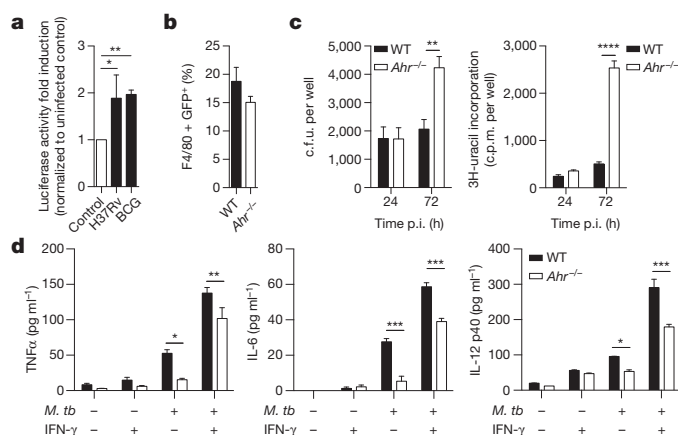 a
Luciferase activity fold induction
(normalized to uninfected control)
3
2
1
0
*
**
Control
H37Rv
BCG
b
F4/80 + GFP⁺ (%)
25
20
15
10
5
0
WT
Ahr⁻/⁻
c
c.f.u. per well
5,000
4,000
3,000
2,000
1,000
0
WT
Ahr⁻/⁻
**
24 72
Time p.i. (h)
3H-uracil incorporation
(c.p.m. per well)
3,000
2,000
1,000
0
WT
Ahr⁻/⁻
****
24 72
Time p.i. (h)
d
TNFα (pg ml⁻¹)
200
150
100
50
0
*
**
M. tb – – + +
IFN-γ – + – +
IL-6 (pg ml⁻¹)
80
60
40
20
0
***
***
– – + +
– + – +
IL-12 p40 (pg ml⁻¹)
400
300
200
100
0
WT
Ahr⁻/⁻
*
***
– – + +
– + – +